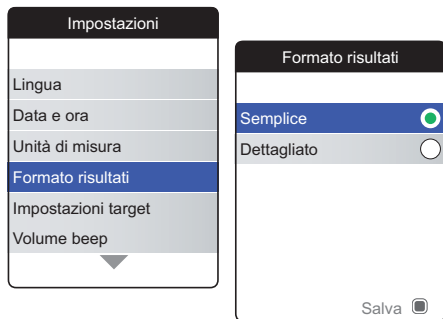 Impostazioni
Lingua
Data e ora
Unità di misura
Formato risultati
Impostazioni target
Volume beep
Formato risultati
Semplice
Dettagliato
Salva